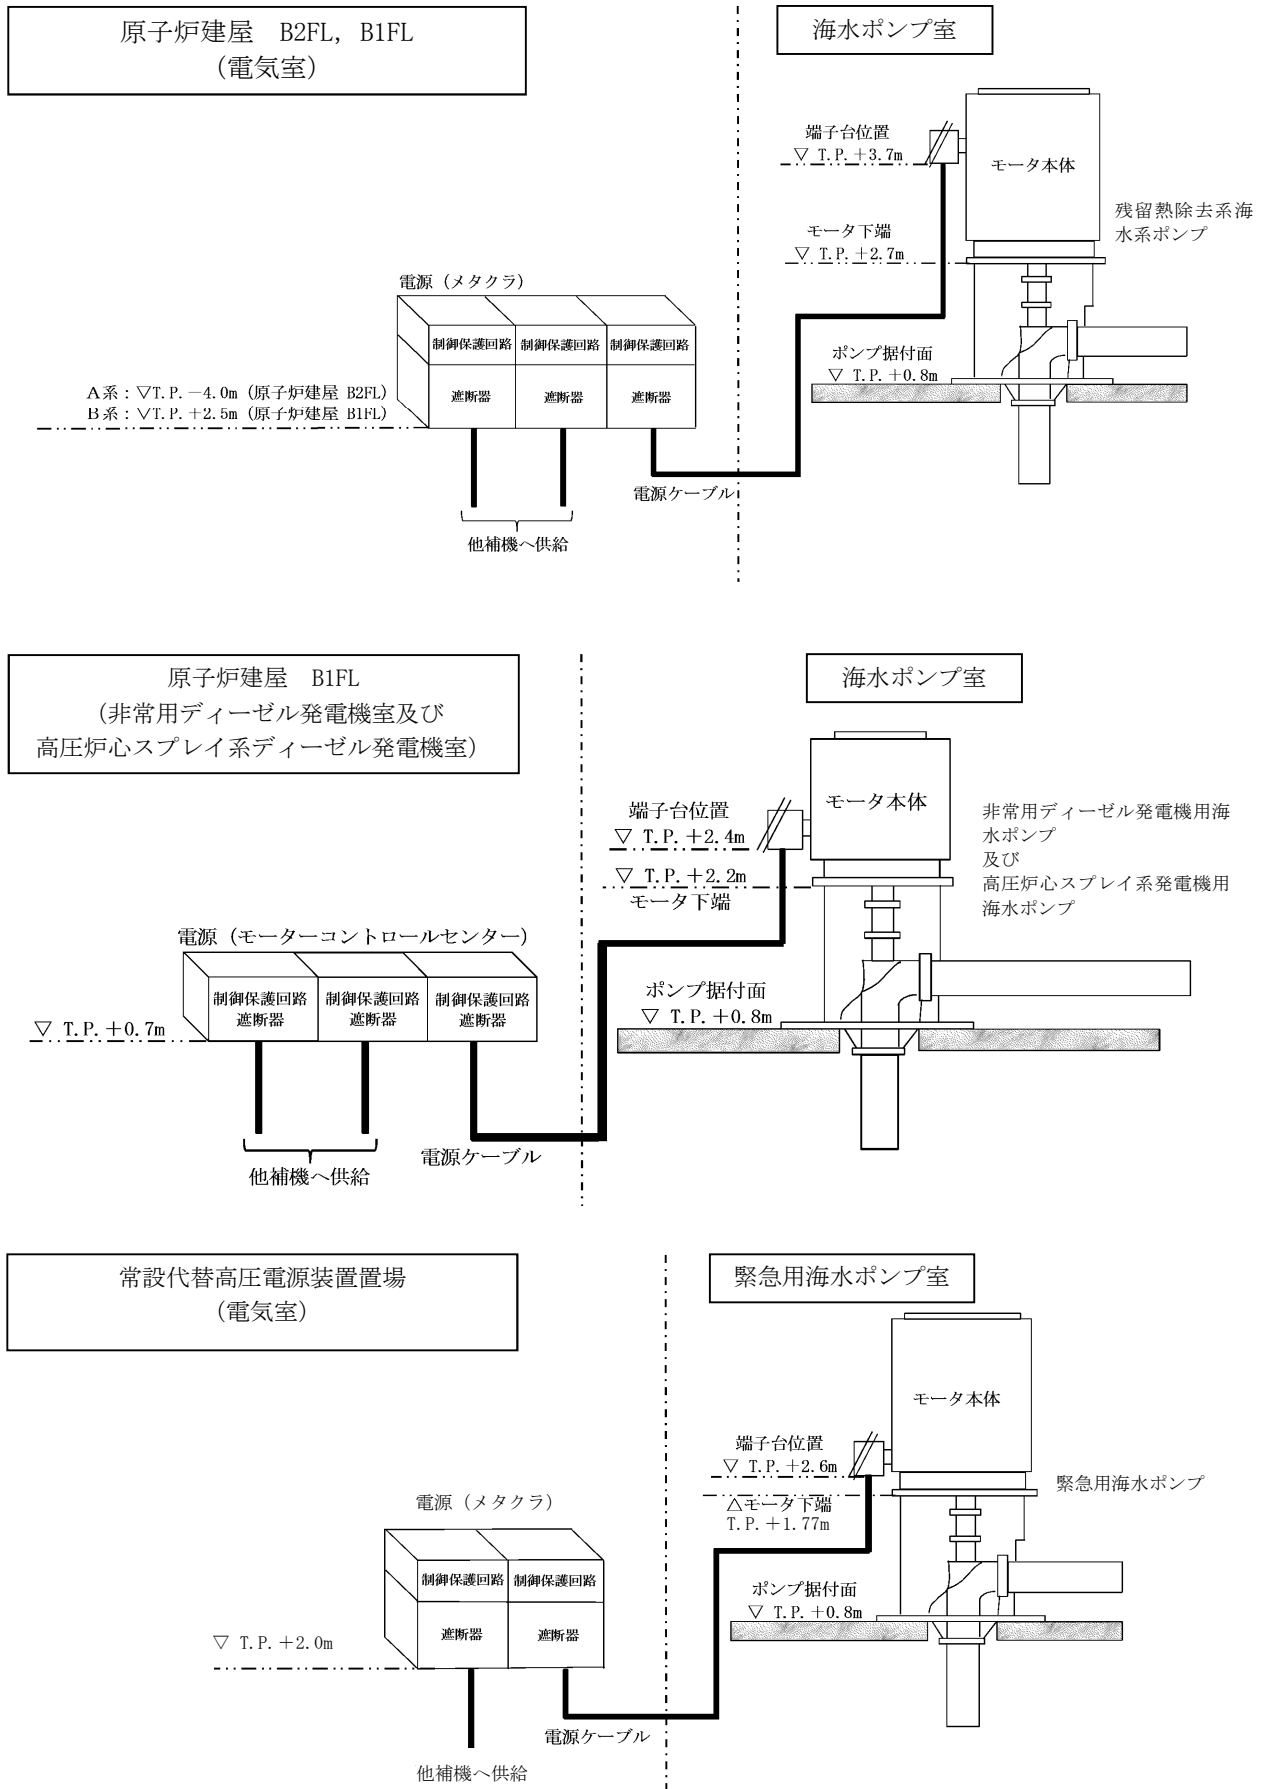 原子炉建屋　B2FL, B1FL
（電気室）
海水ポンプ室
端子台位置
▽ T.P.＋3.7m
モータ本体
残留熱除去系海
水系ポンプ
モータ下端
▽ T.P.＋2.7m
電源（メタクラ）
制御保護回路 制御保護回路 制御保護回路
遮断器 遮断器 遮断器
ポンプ据付面
▽ T.P.＋0.8m
A系：▽T.P.－4.0m（原子炉建屋 B2FL）
B系：▽T.P.＋2.5m（原子炉建屋 B1FL）
電源ケーブル
他補機へ供給
原子炉建屋　B1FL
（非常用ディーゼル発電機室及び
高圧炉心スプレイ系ディーゼル発電機室）
海水ポンプ室
端子台位置
▽ T.P.＋2.4m
モータ本体
▽ T.P.＋2.2m
モータ下端
非常用ディーゼル発電機用海
水ポンプ
及び
高圧炉心スプレイ系発電機用
海水ポンプ
電源（モーターコントロールセンター）
制御保護回路 制御保護回路 制御保護回路
遮断器 遮断器 遮断器
▽ T.P.＋0.7m
ポンプ据付面
▽ T.P.＋0.8m
電源ケーブル
他補機へ供給
常設代替高圧電源装置置場
（電気室）
緊急用海水ポンプ室
モータ本体
端子台位置
▽ T.P.＋2.6m
△モータ下端
T.P.＋1.77m
緊急用海水ポンプ
電源（メタクラ）
制御保護回路 制御保護回路
遮断器 遮断器
ポンプ据付面
▽ T.P.＋0.8m
▽ T.P.＋2.0m
電源ケーブル
他補機へ供給